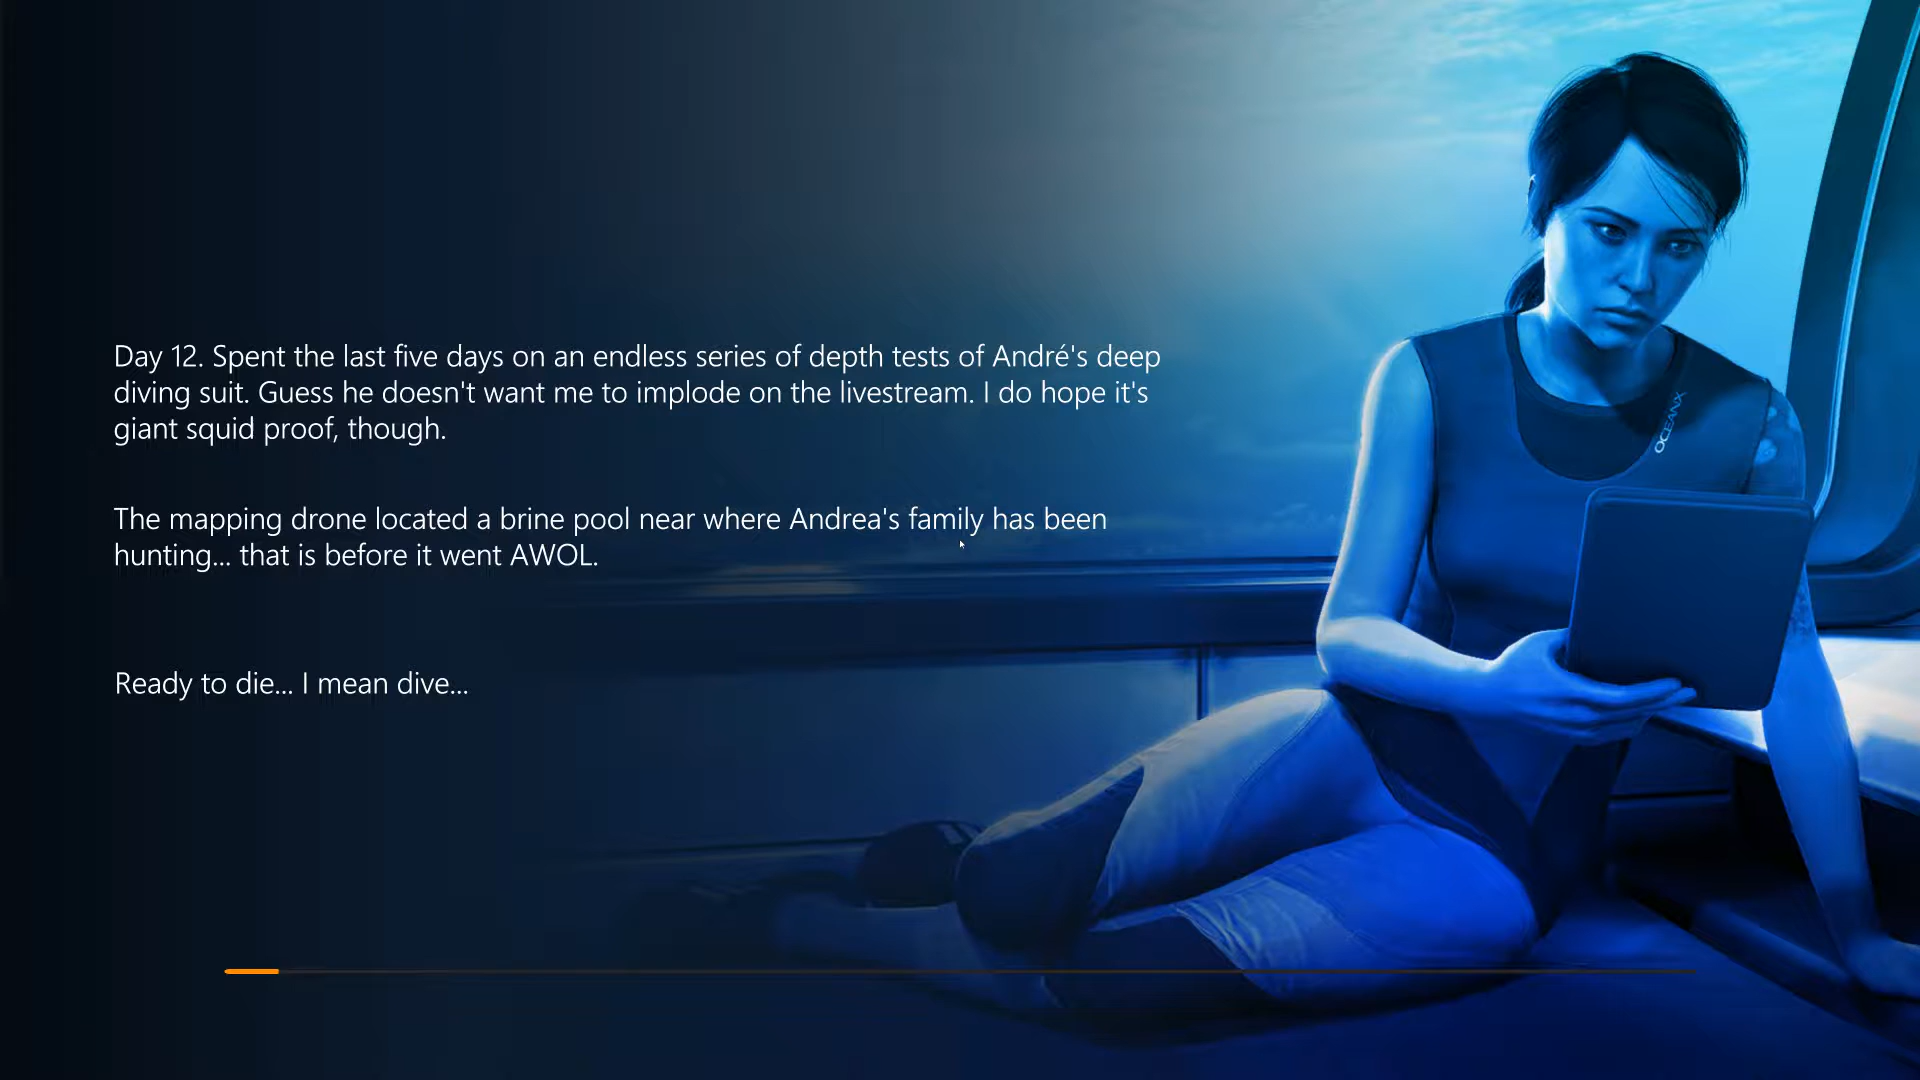 Day 12. Spent the last five days on an endless series of depth tests of André's deep
diving suit. Guess he doesn't want me to implode on the livestream. I do hope it's
giant squid proof, though.
The mapping drone located a brine pool near where Andrea's family has been
hunting... that is before it went AWOL.
Ready to die... I mean dive...
OCEANX